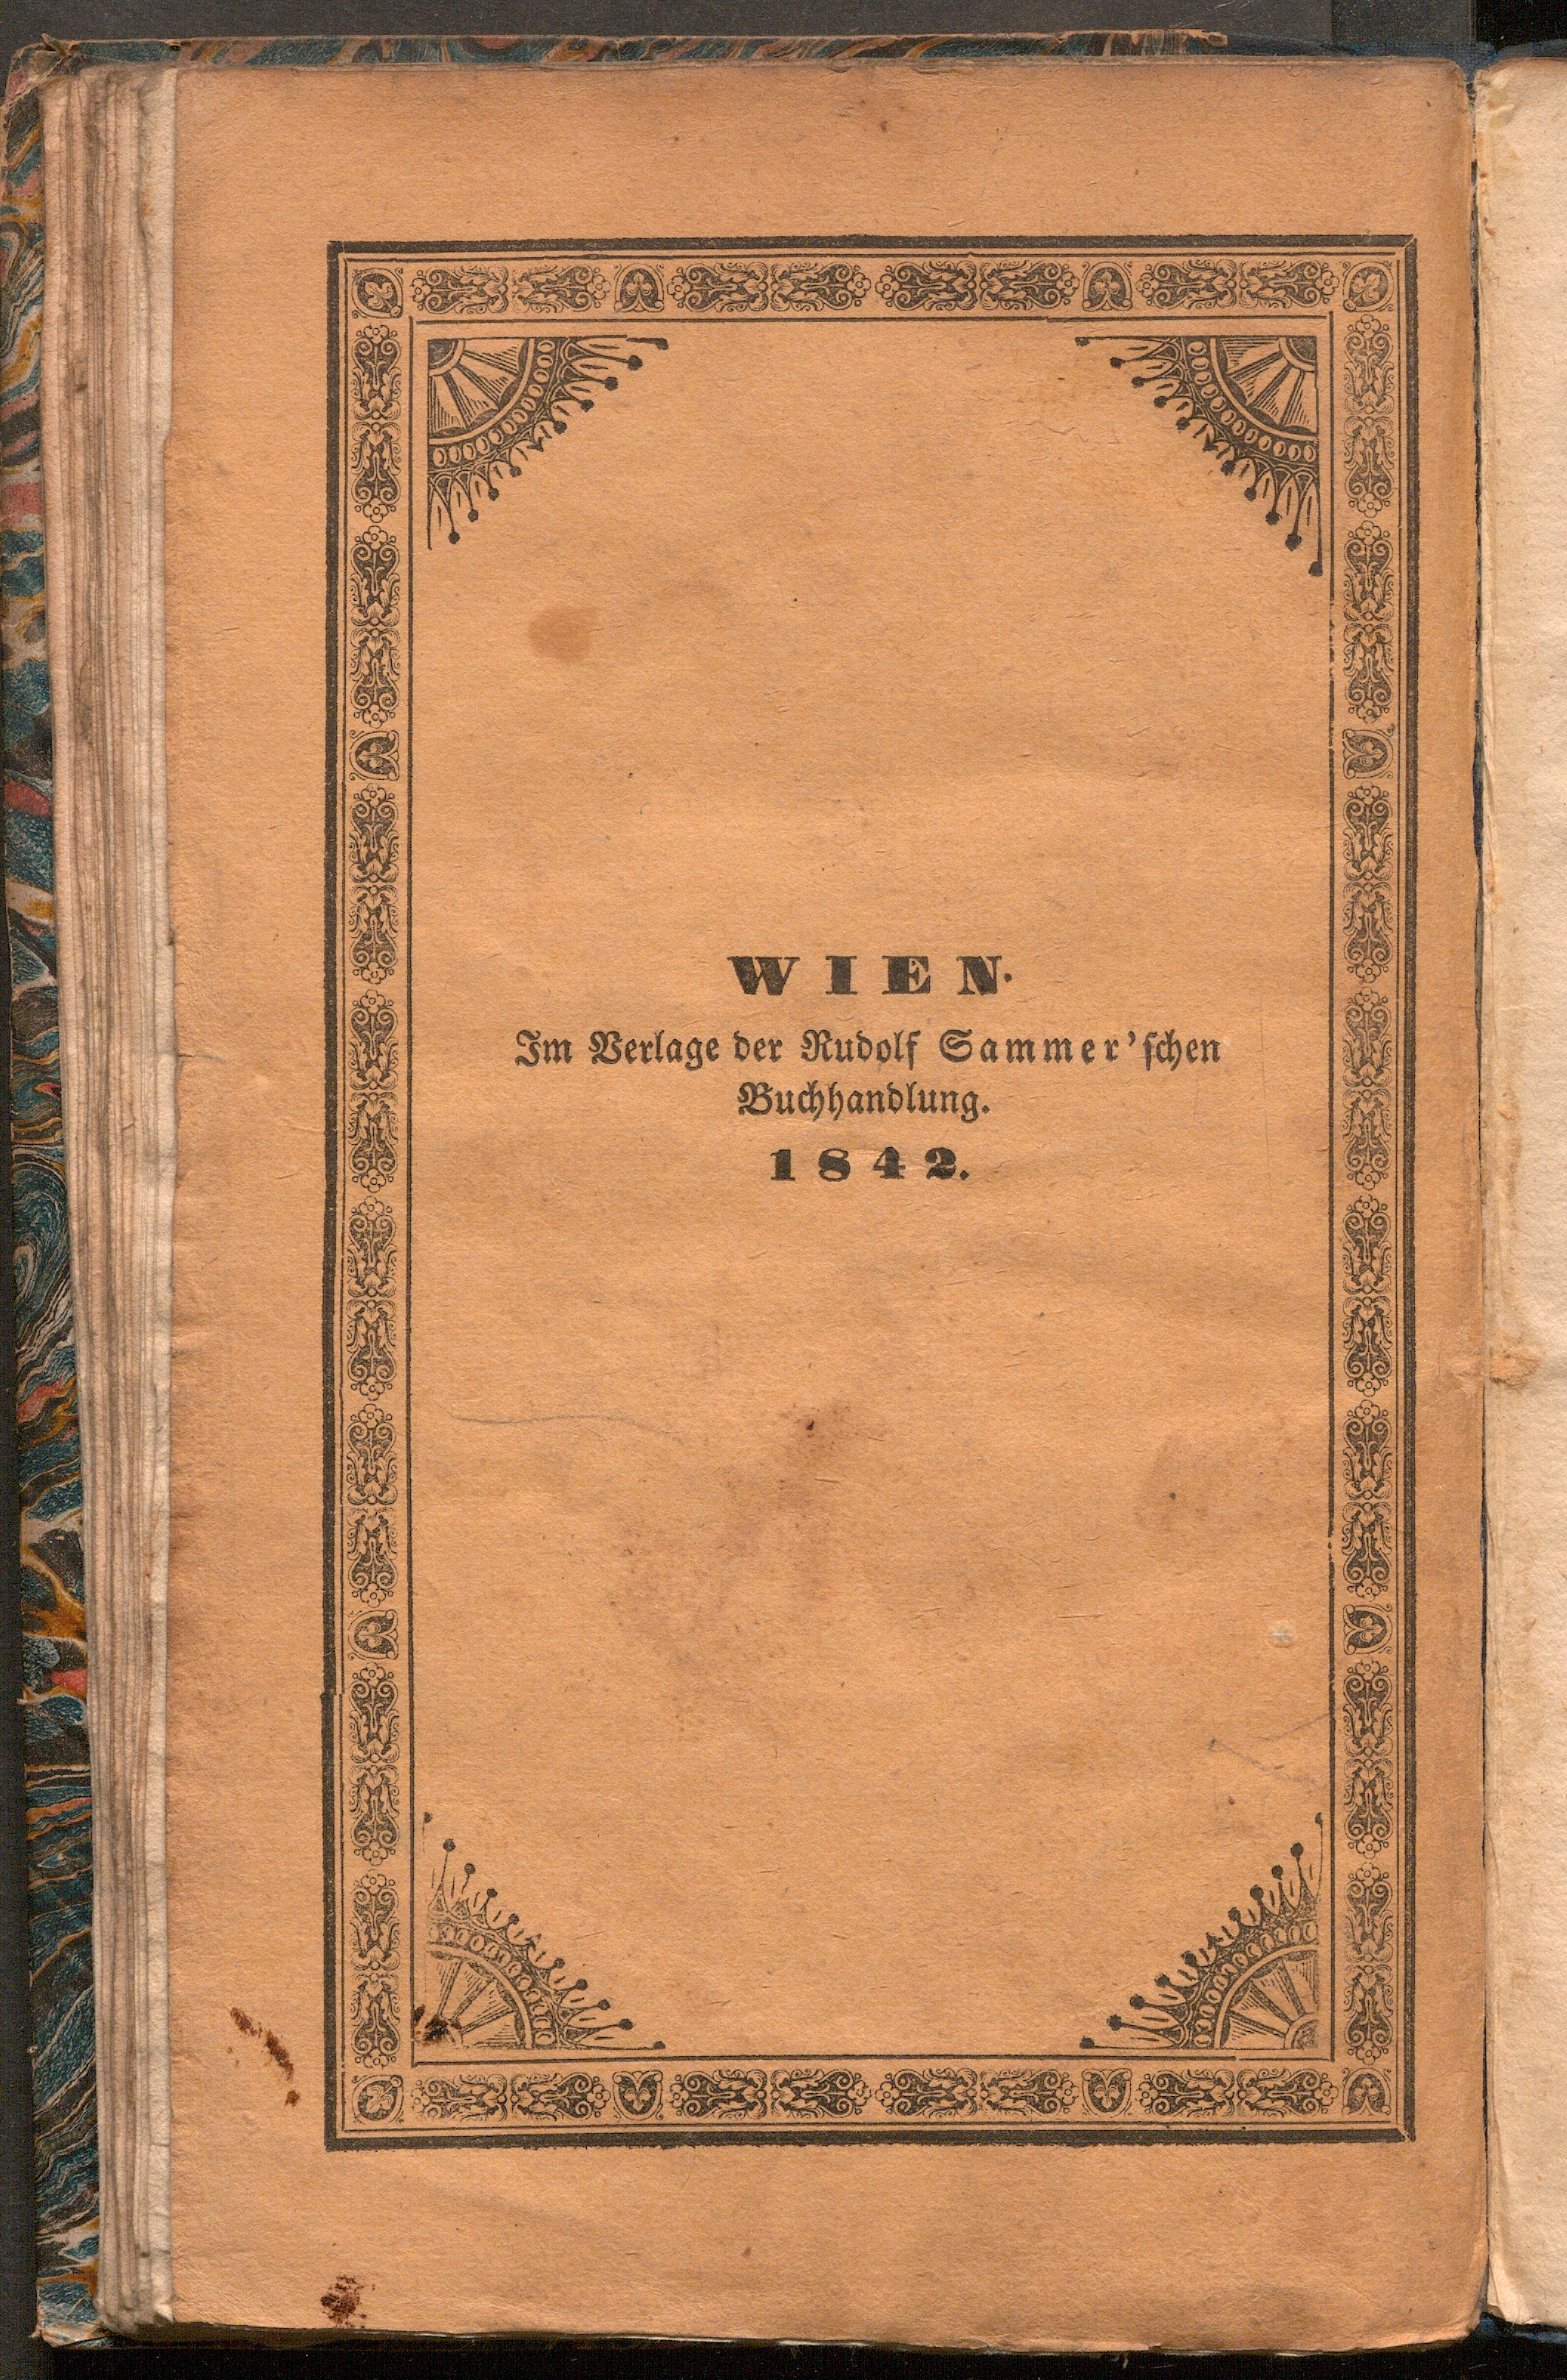 WIEN.
Im Verlage der Rudolf Sammer'schen
Buchhandlung.
1842.